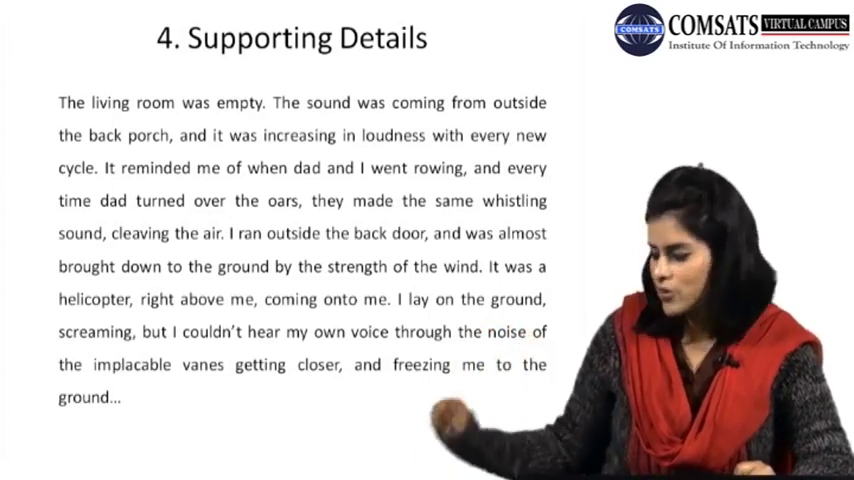 4. Supporting Details
COMSATS VIRTUAL CAMPUS
COMSATS
Institute Of Information Technology
The living room was empty. The sound was coming from outside
the back porch, and it was increasing in loudness with every new
cycle. It reminded me of when dad and I went rowing, and every
time dad turned over the oars, they made the same whistling
sound, cleaving the air. I ran outside the back door, and was almost
brought down to the ground by the strength of the wind. It was a
helicopter, right above me, coming onto me. I lay on the ground,
screaming, but I couldn't hear my own voice through the noise of
the implacable vanes getting closer, and freezing me to the
ground...